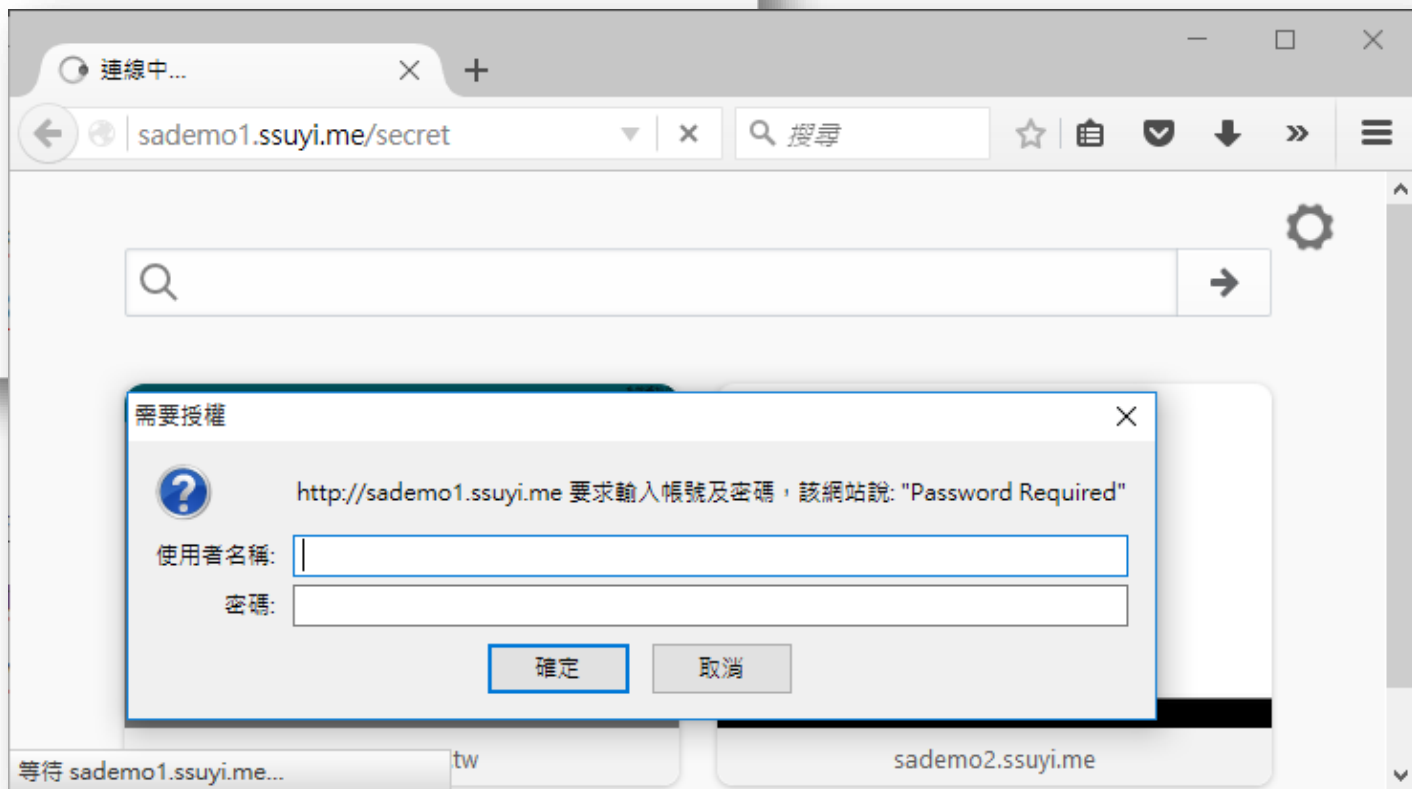 連線中...
sademo1.ssuyi.me/secret
搜尋
需要授權
http://sademo1.ssuyi.me 要求輸入帳號及密碼，該網站說: "Password Required"
使用者名稱:
密碼:
確定
取消
.tw
sademo2.ssuyi.me
等待 sademo1.ssuyi.me...